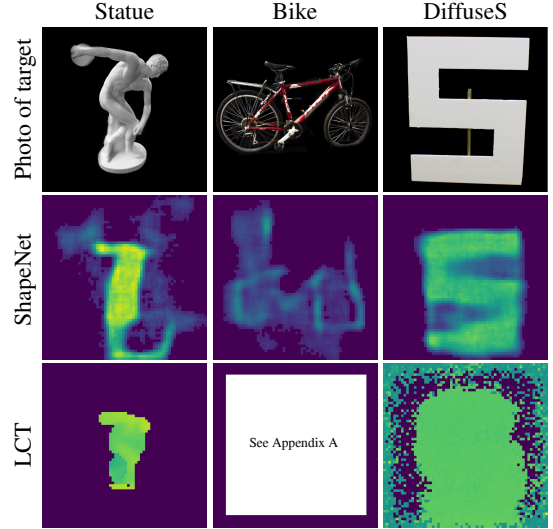 Statue Bike DiffuseS
Photo of target
ShapeNet
LCT
See Appendix A